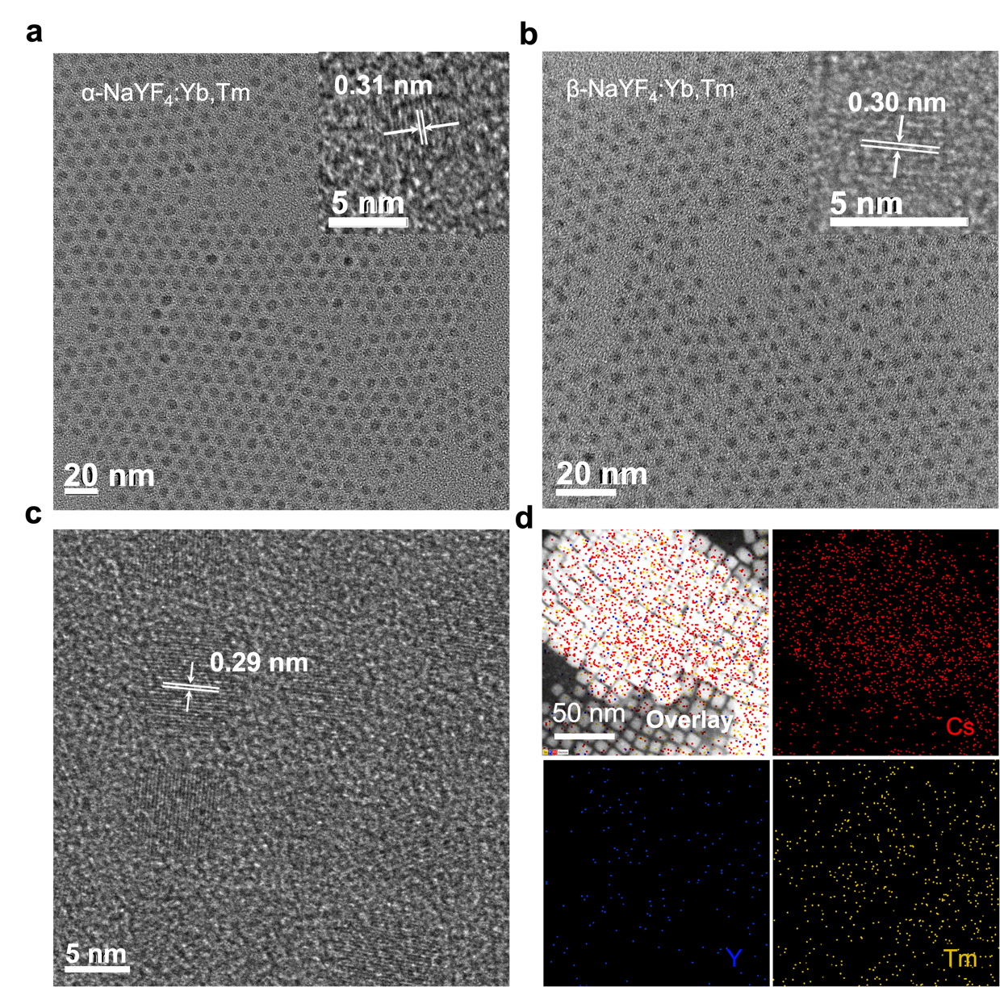 a
α-NaYF₄:Yb,Tm
0.31 nm
5 nm
20 nm
b
β-NaYF₄:Yb,Tm
0.30 nm
5 nm
20 nm
c
0.29 nm
5 nm
d
50 nm
Overlay
Cs
Y
Tm